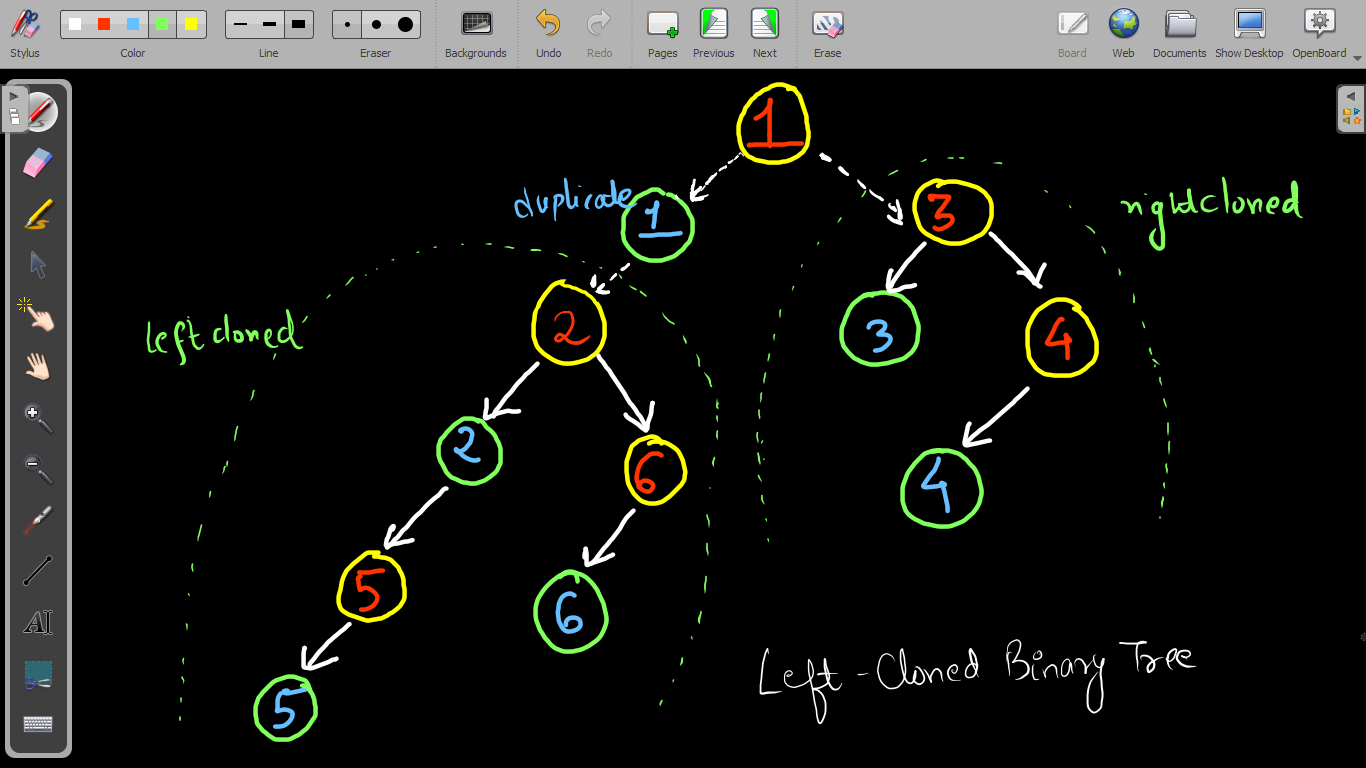 Stylus
Color
Line
Eraser
Backgrounds
Undo
Redo
Pages
Previous
Next
Erase
Board
Web
Documents
Show Desktop
OpenBoard
1
duplicate
1
3
rightcloned
left cloned
2
3
4
2
6
4
5
6
5
Left-Cloned Binary Tree
AI